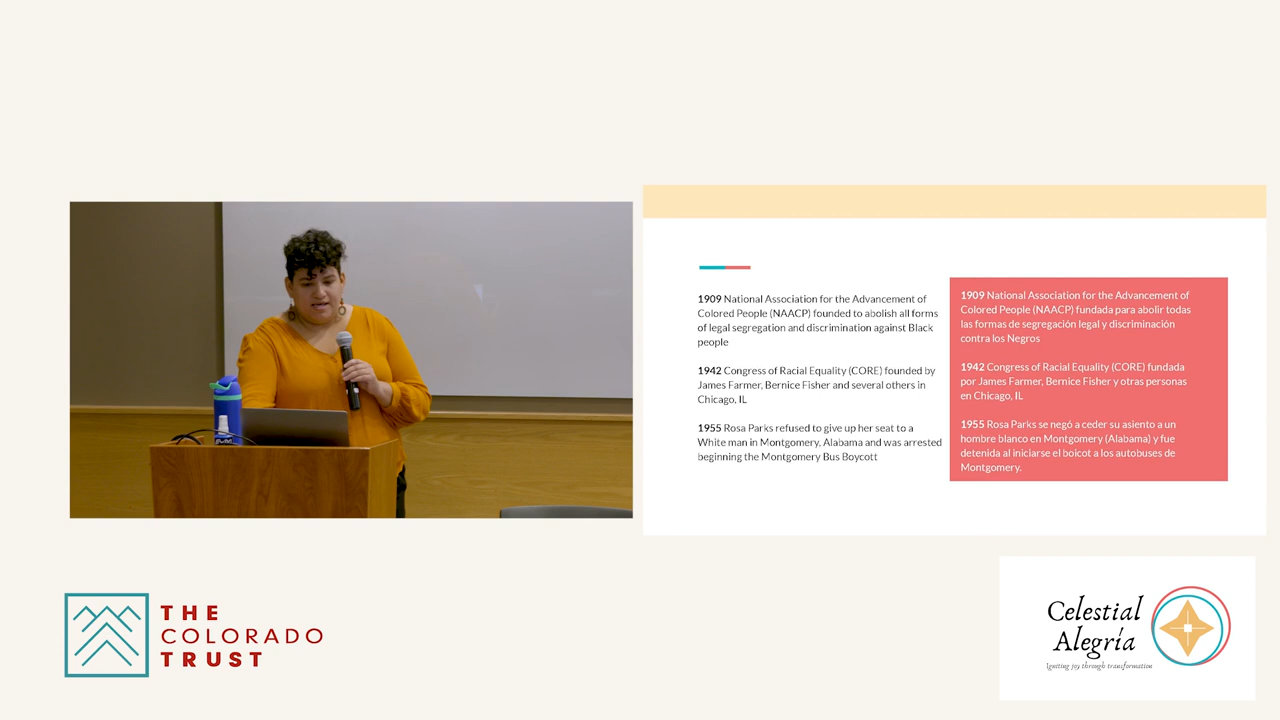 1909 National Association for the Advancement of
Colored People (NAACP) founded to abolish all forms
of legal segregation and discrimination against Black
people
1942 Congress of Racial Equality (CORE) founded by
James Farmer, Bernice Fisher and several others in
Chicago, IL
1955 Rosa Parks refused to give up her seat to a
White man in Montgomery, Alabama and was arrested
beginning the Montgomery Bus Boycott
1909 National Association for the Advancement of
Colored People (NAACP) fundada para abolir todas
las formas de segregación legal y discriminación
contra los Negros
1942 Congress of Racial Equality (CORE) fundada
por James Farmer, Bernice Fisher y otras personas
en Chicago, IL
1955 Rosa Parks se negó a ceder su asiento a un
hombre blanco en Montgomery (Alabama) y fue
detenida al iniciarse el boicot a los autobuses de
Montgomery.
THE
COLORADO
TRUST
Celestial
Alegría
Igniting joy through transformation